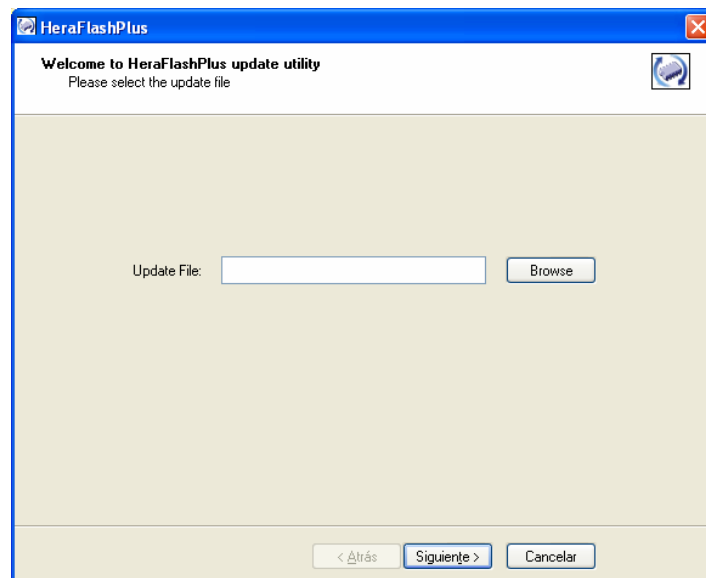 HeraFlashPlus
Welcome to HeraFlashPlus update utility
Please select the update file
Update File:
Browse
< Atrás
Siguiente >
Cancelar